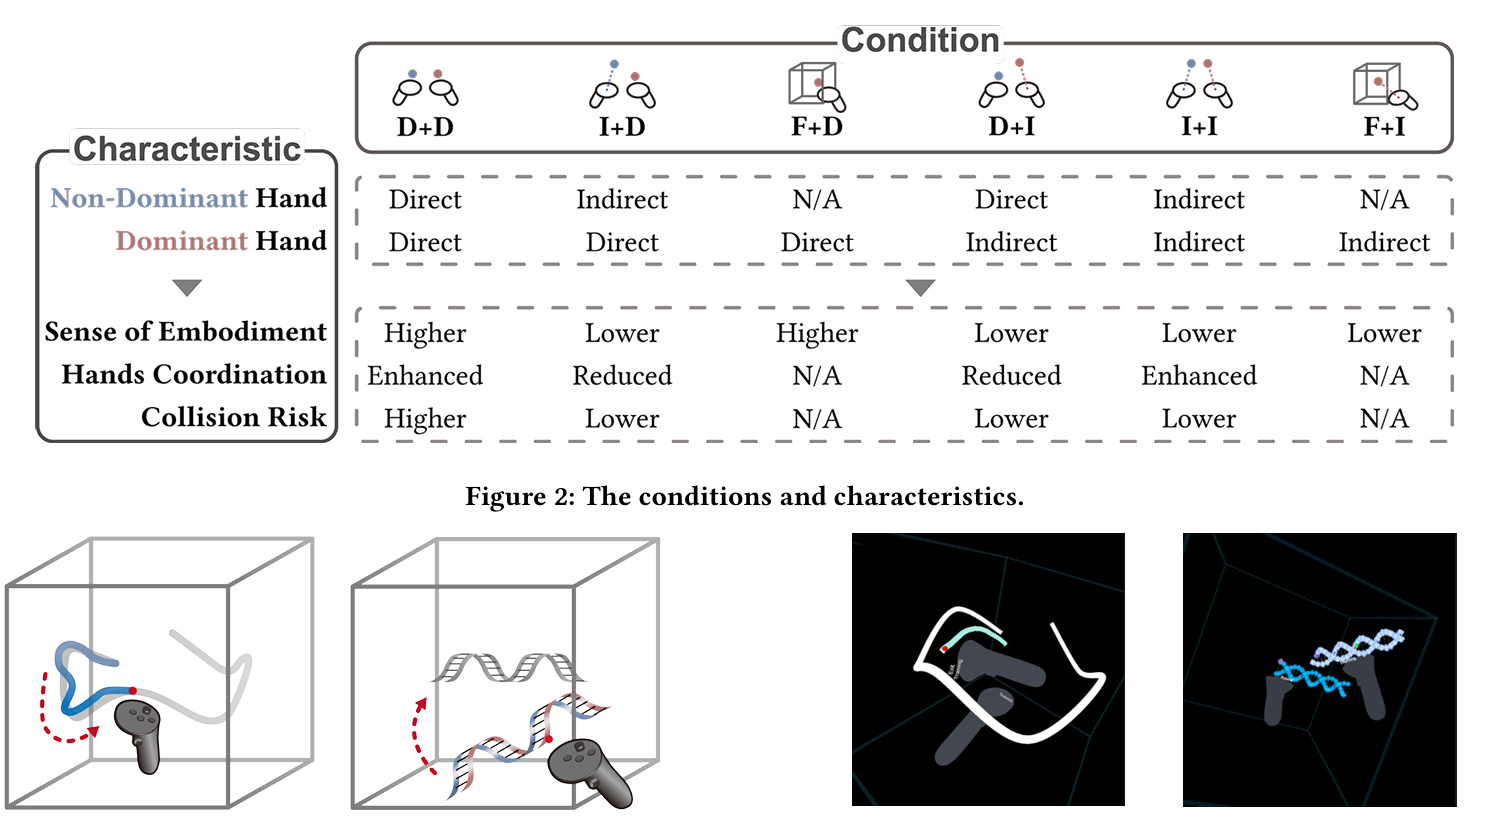 Condition
D+D I+D F+D D+I I+I F+I
Characteristic
Non-Dominant Hand Direct Indirect N/A Direct Indirect N/A
Dominant Hand Direct Direct Direct Indirect Indirect Indirect
Sense of Embodiment Higher Lower Higher Lower Lower Lower
Hands Coordination Enhanced Reduced N/A Reduced Enhanced N/A
Collision Risk Higher Lower N/A Lower Lower N/A
Figure 2: The conditions and characteristics.